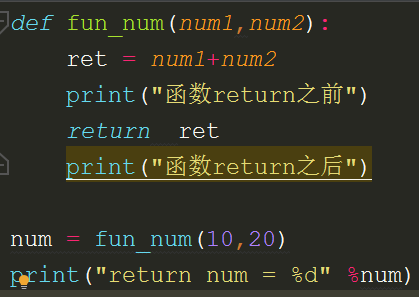 def fun_num(num1,num2):
    ret = num1+num2
    print("函数return之前")
    return  ret
    print("函数return之后")
num = fun_num(10,20)
print("return num = %d" %num)